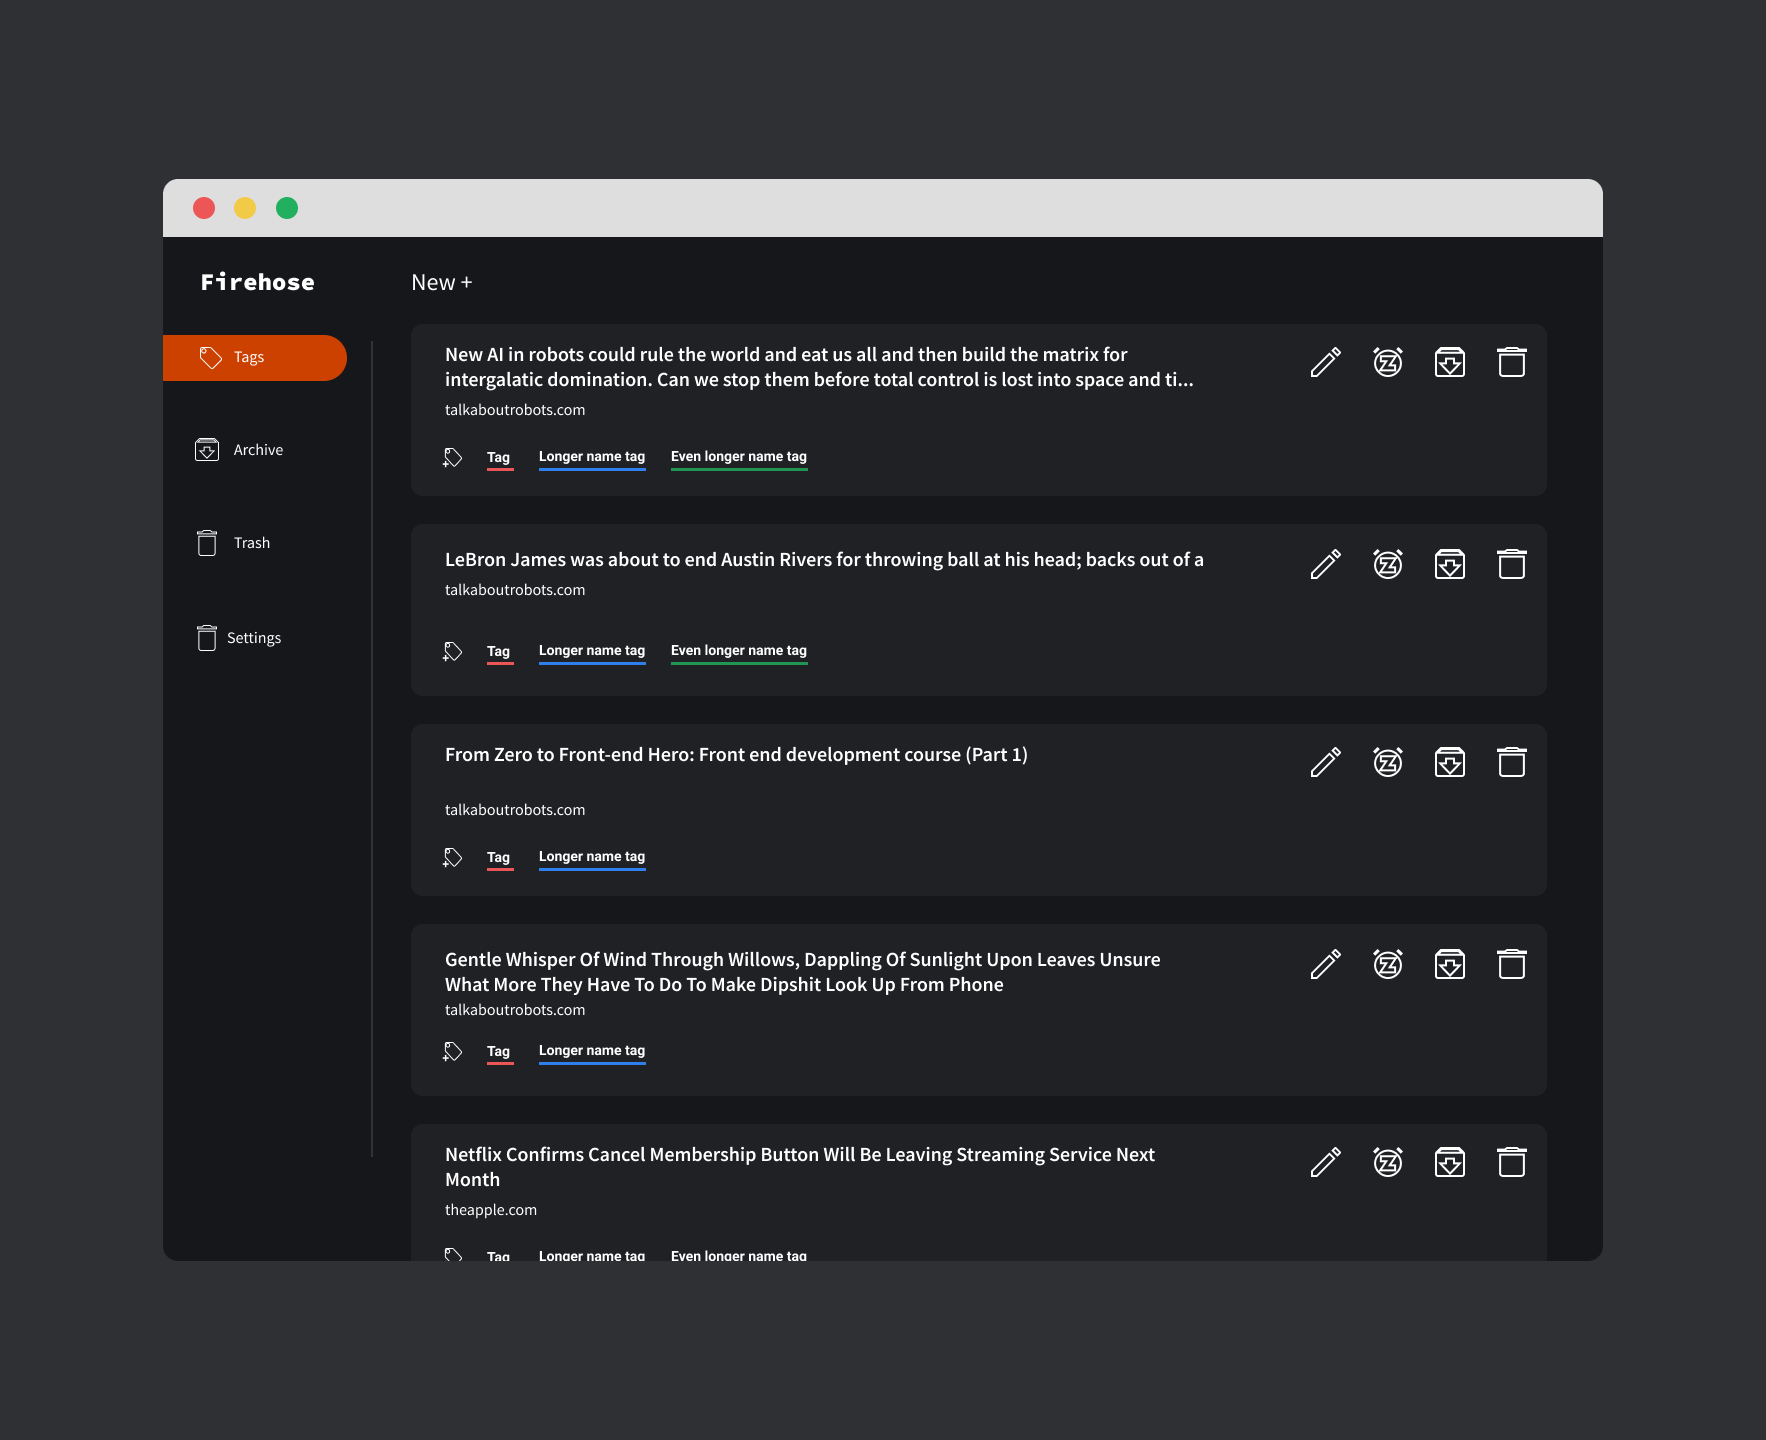 Firehose
New +
Tags
Archive
Trash
Settings
New AI in robots could rule the world and eat us all and then build the matrix for
intergalatic domination. Can we stop them before total control is lost into space and ti...
talkaboutrobots.com
Tag Longer name tag Even longer name tag
LeBron James was about to end Austin Rivers for throwing ball at his head; backs out of a
talkaboutrobots.com
Tag Longer name tag Even longer name tag
From Zero to Front-end Hero: Front end development course (Part 1)
talkaboutrobots.com
Tag Longer name tag
Gentle Whisper Of Wind Through Willows, Dappling Of Sunlight Upon Leaves Unsure
What More They Have To Do To Make Dipshit Look Up From Phone
talkaboutrobots.com
Tag Longer name tag
Netflix Confirms Cancel Membership Button Will Be Leaving Streaming Service Next
Month
theapple.com
Tag Longer name tag Even longer name tag